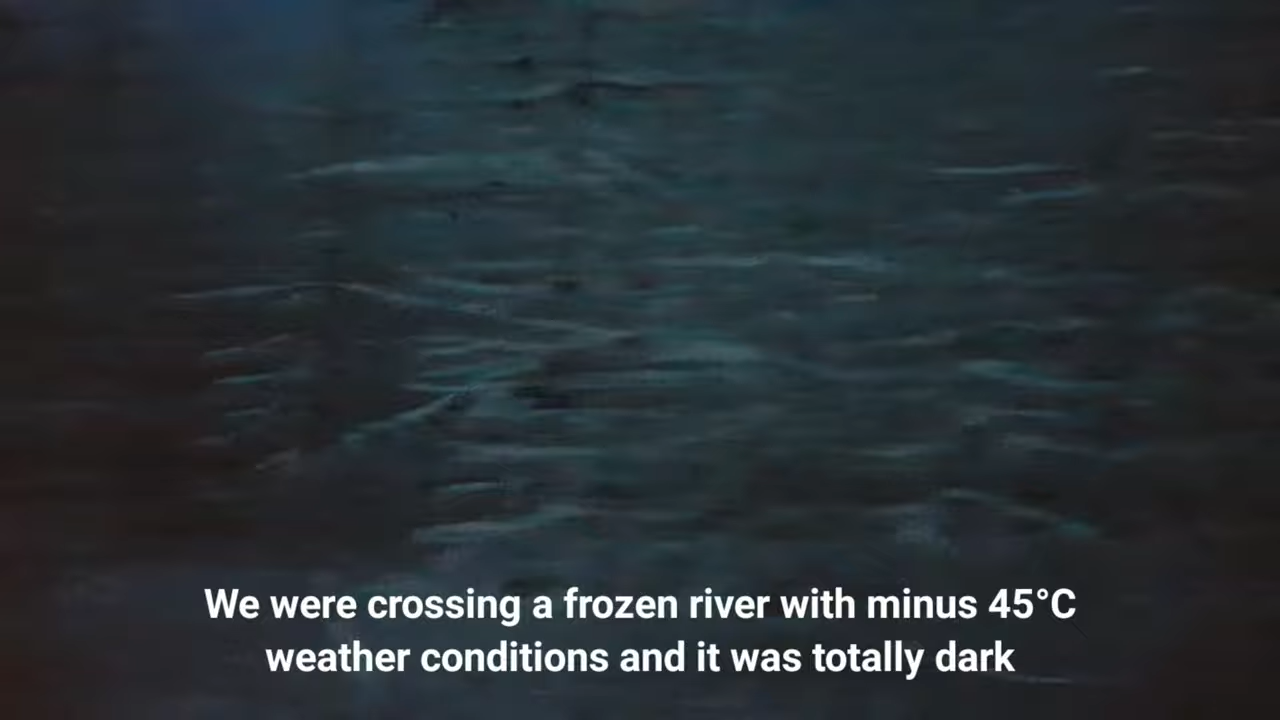 We were crossing a frozen river with minus 45°C
weather conditions and it was totally dark